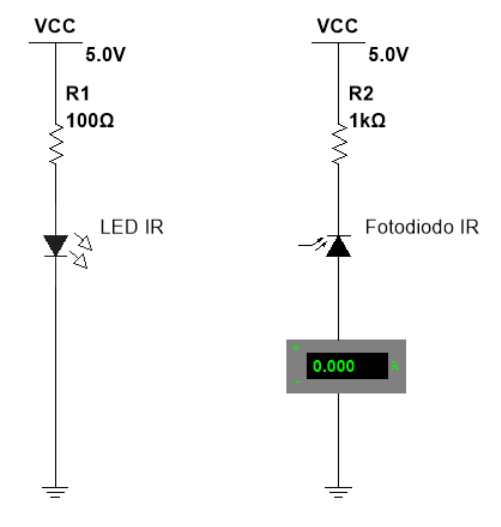 VCC
5.0V
R1
100Ω
LED IR
VCC
5.0V
R2
1kΩ
Fotodiodo IR
+
0.000
A
-